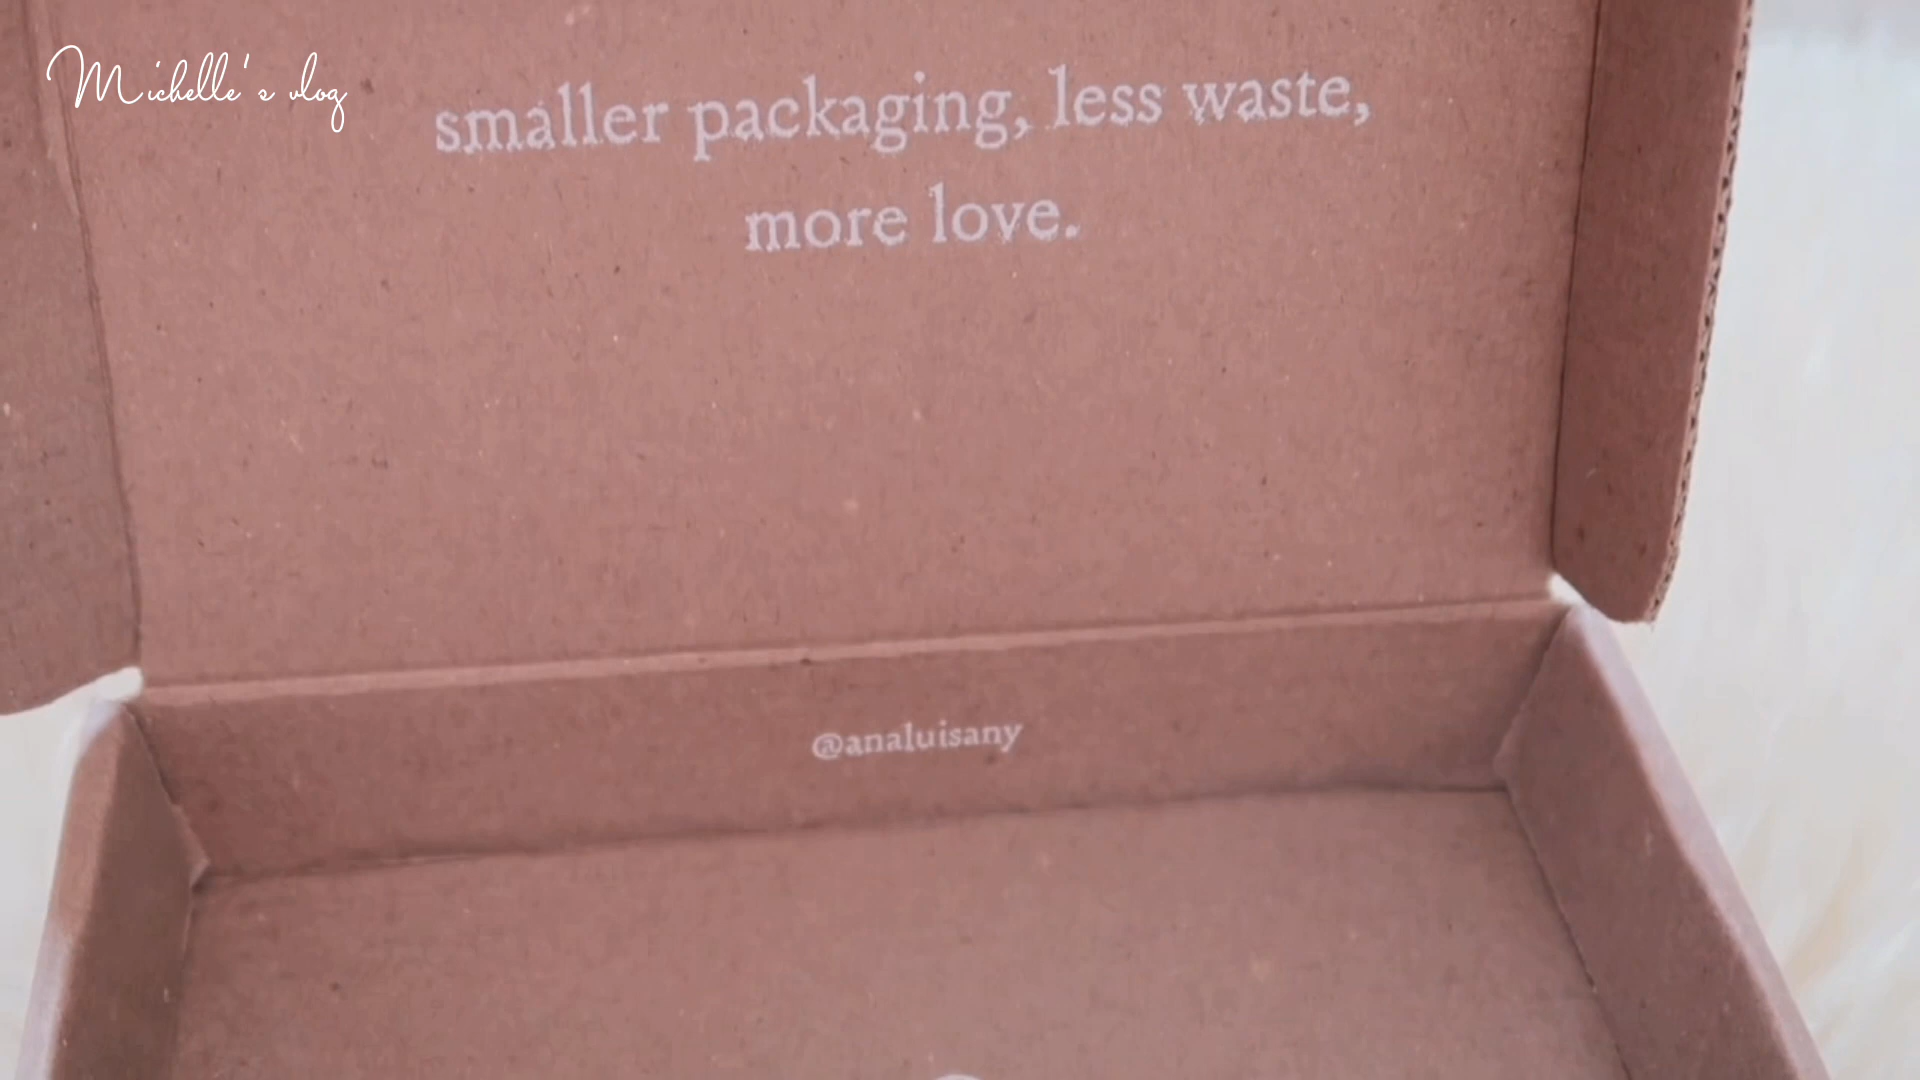 Michelle's vlog
smaller packaging, less waste,
more love.
@analuisany